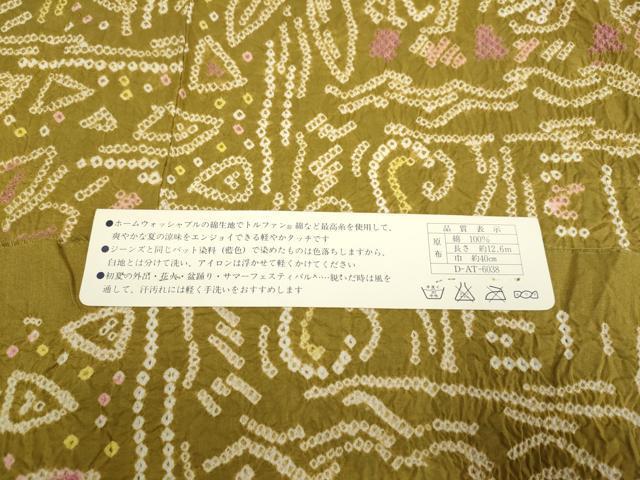 ●ホームウォッシャブルの綿生地でトルファン綿など最高糸を使用して、
爽やかな夏の涼味をエンジョイできる軽やかタッチです
●ジーンズと同じバット染料(藍色)で染めたものは色落ちしますから、
白地とは分けて洗い、アイロンは浮かせて軽くかけてください
●初夏の外出・花火・盆踊り・サマーフェスティバルへ…脱いだ時は風を
通して、汗汚れには軽く手洗いをおすすめします
品質表示
原布
綿 100%
長さ 約12.6m
巾 約40cm
D-AT-6038